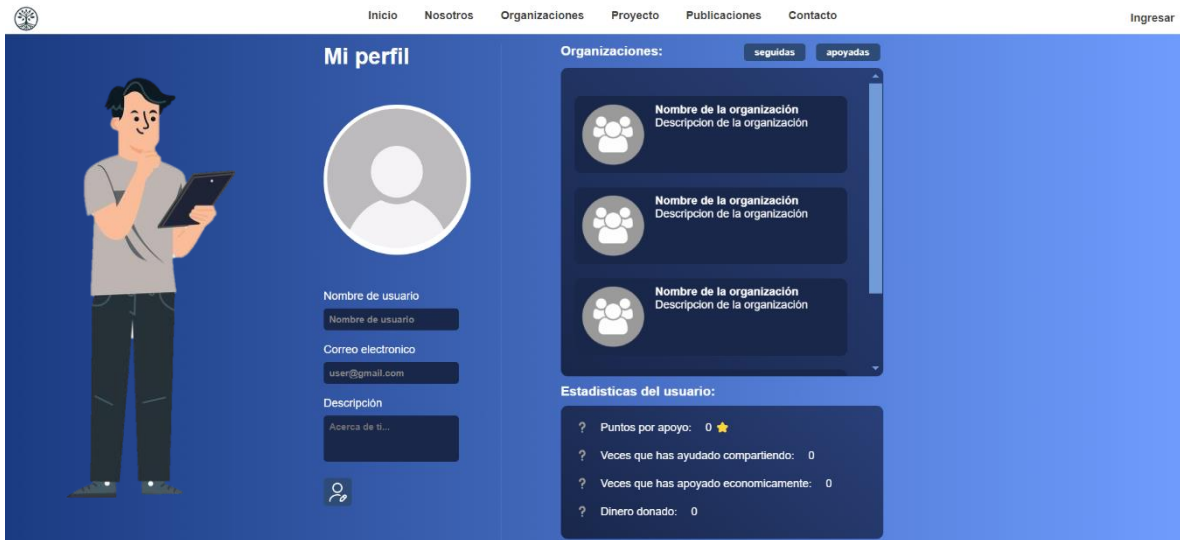 Inicio Nosotros Organizaciones Proyecto Publicaciones Contacto Ingresar
Mi perfil
Nombre de usuario
Nombre de usuario
Correo electronico
user@gmail.com
Descripción
Acerca de ti...
Organizaciones: seguidas apoyadas
Nombre de la organización
Descripcion de la organización
Nombre de la organización
Descripcion de la organización
Nombre de la organización
Descripcion de la organización
Estadisticas del usuario:
? Puntos por apoyo: 0
? Veces que has ayudado compartiendo: 0
? Veces que has apoyado economicamente: 0
? Dinero donado: 0